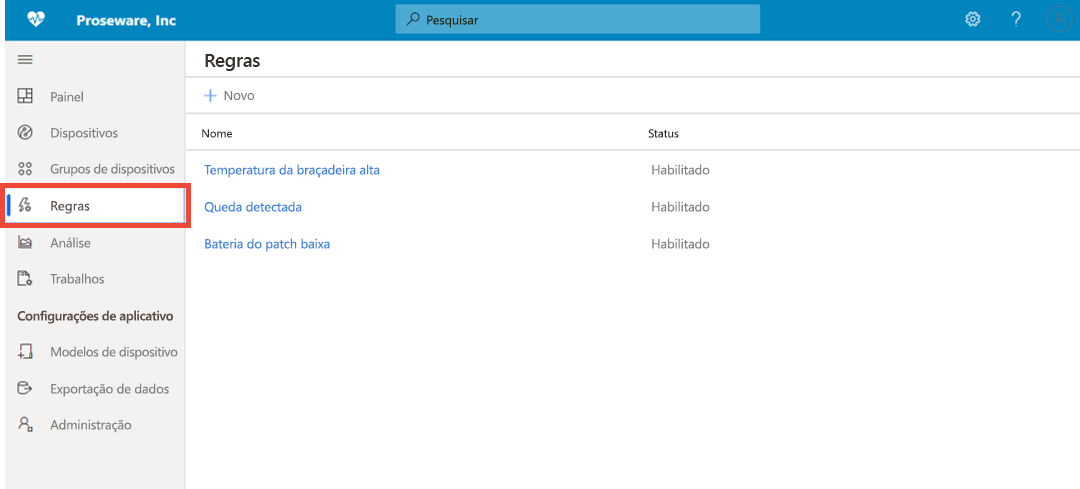 Proseware, Inc
Pesquisar
?
Regras
Novo
Painel
Dispositivos
Grupos de dispositivos
Regras
Análise
Trabalhos
Configurações de aplicativo
Modelos de dispositivo
Exportação de dados
Administração
Nome Status
Temperatura da braçadeira alta Habilitado
Queda detectada Habilitado
Bateria do patch baixa Habilitado